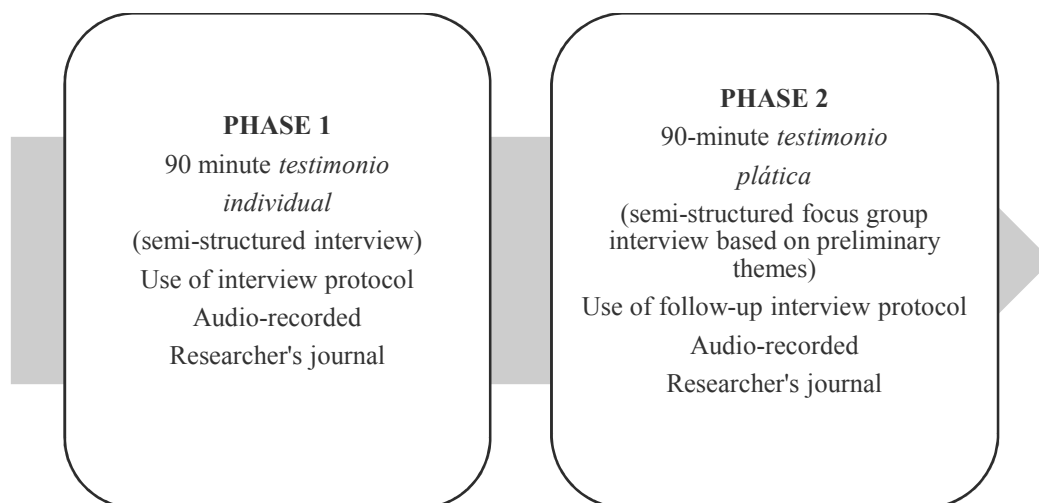 PHASE 1
90 minute testimonio
individual
(semi-structured interview)
Use of interview protocol
Audio-recorded
Researcher's journal
PHASE 2
90-minute testimonio
plática
(semi-structured focus group
interview based on preliminary
themes)
Use of follow-up interview protocol
Audio-recorded
Researcher's journal